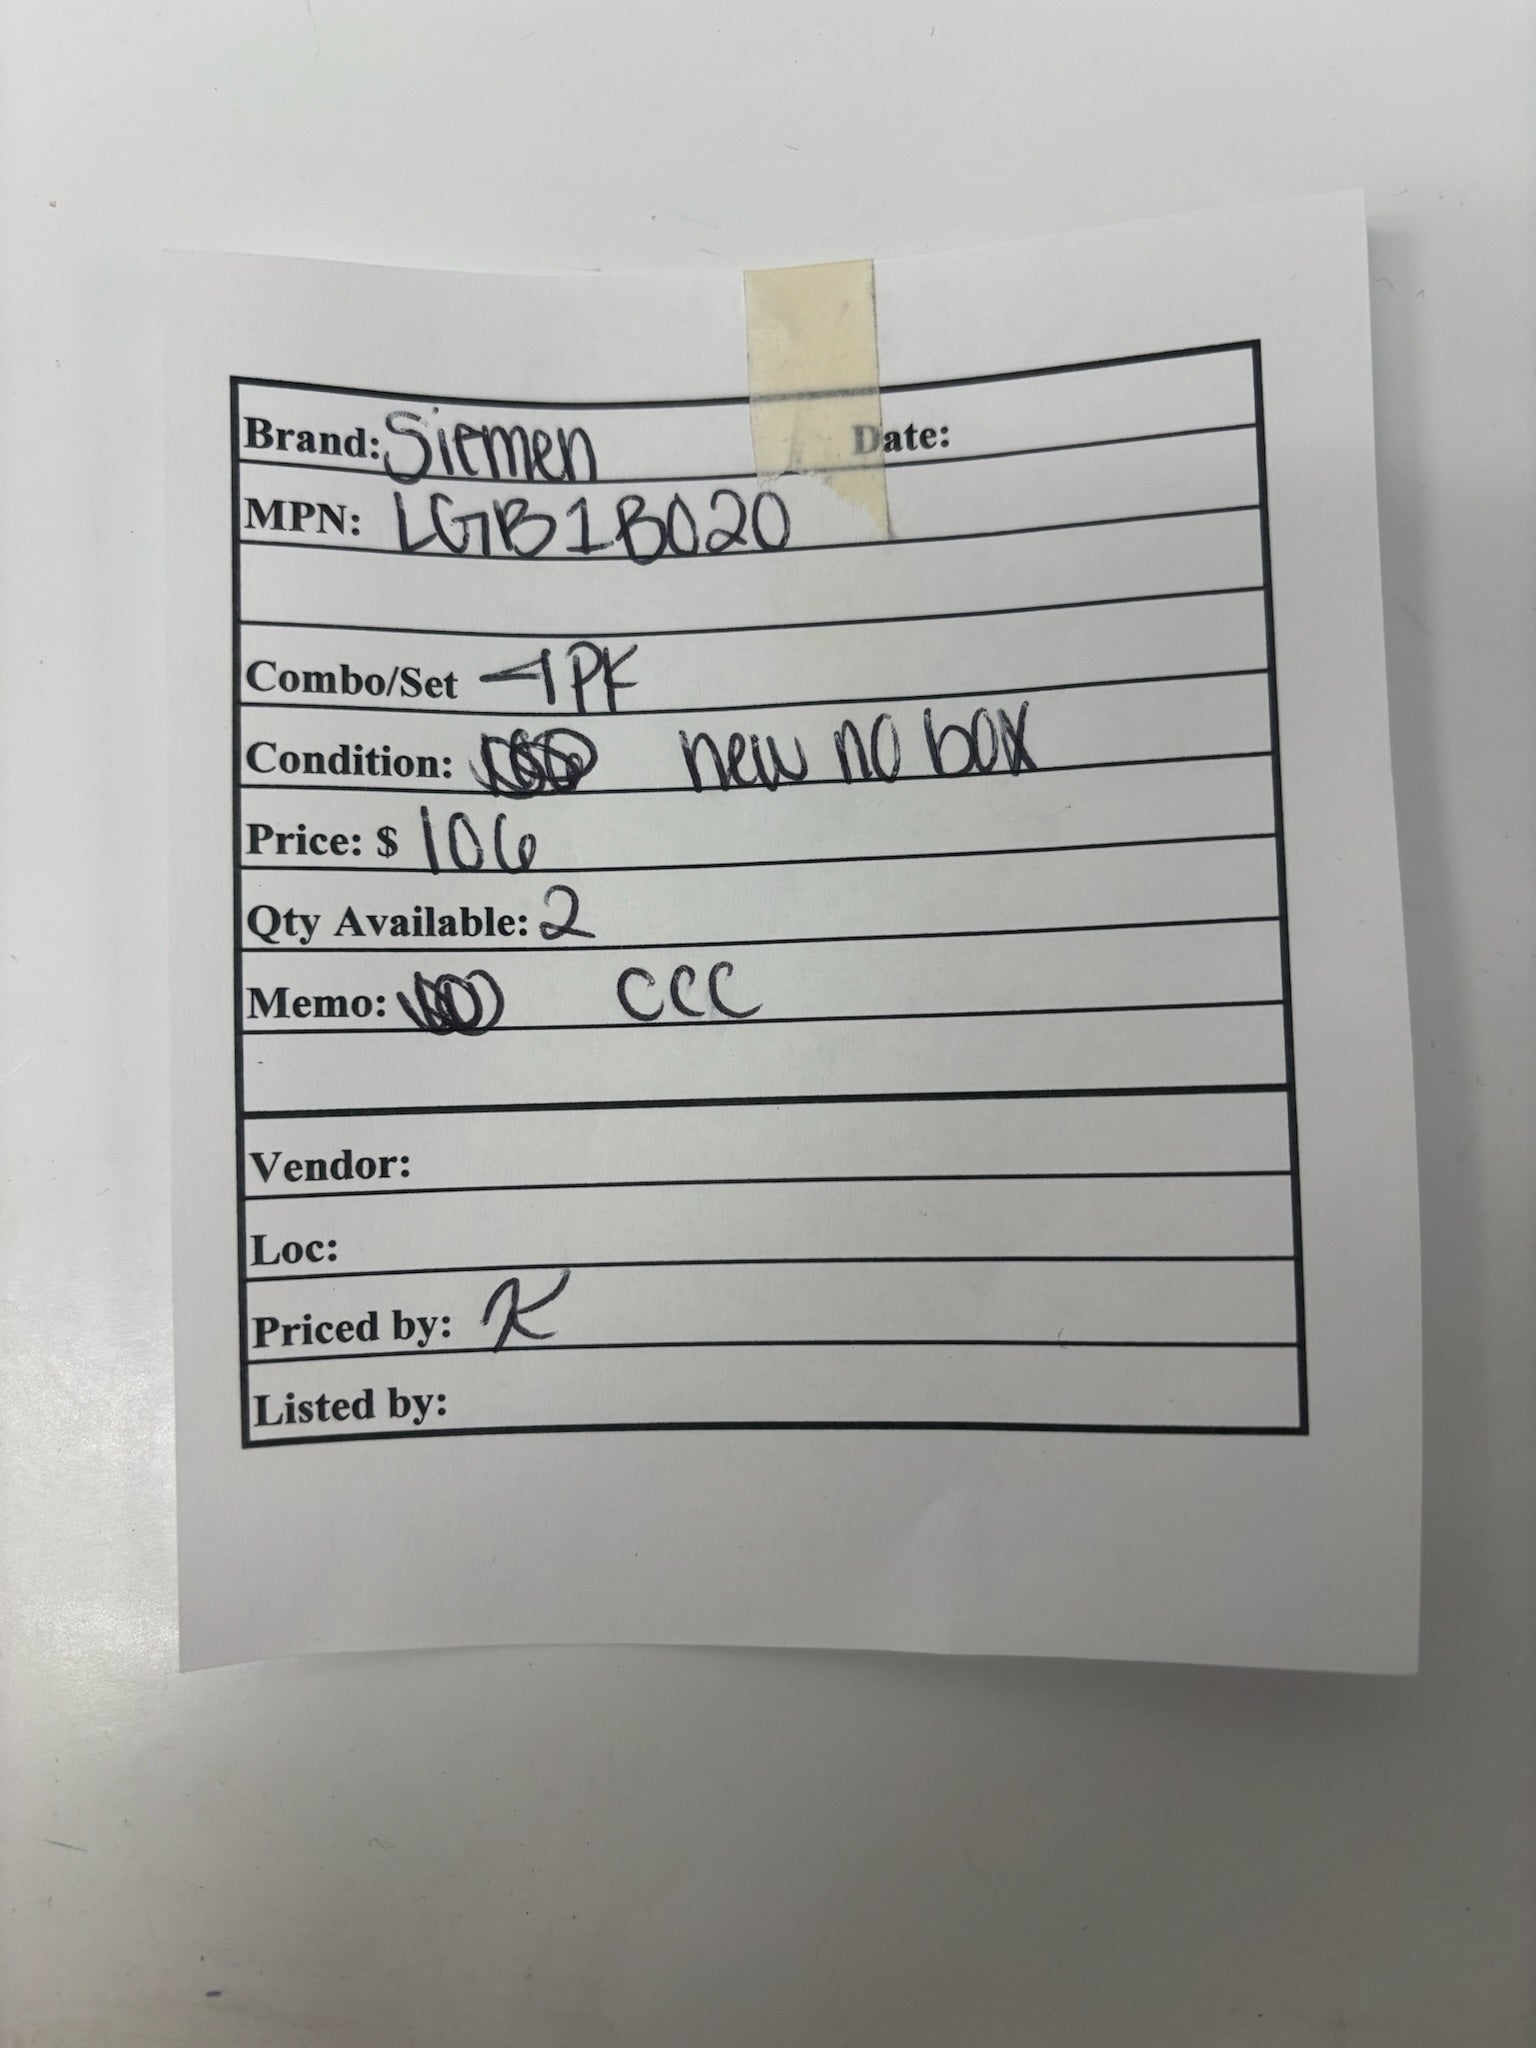 Brand: Siemen Date:
MPN: LGB1B020
Combo/Set 4PK
Condition: new no box
Price: $ 106
Qty Available: 2
Memo: CCC
Vendor:
Loc:
Priced by: K
Listed by: